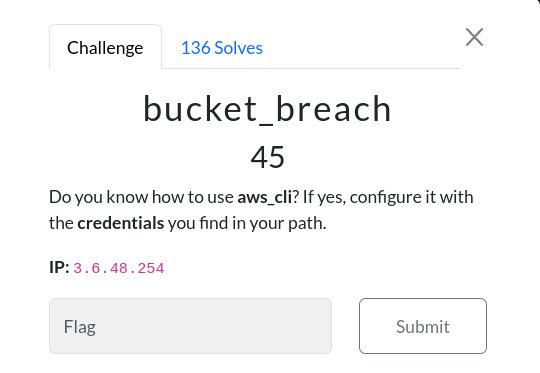 Challenge 136 Solves
bucket_breach
45
Do you know how to use aws_cli? If yes, configure it with
the credentials you find in your path.
IP: 3.6.48.254
Flag Submit